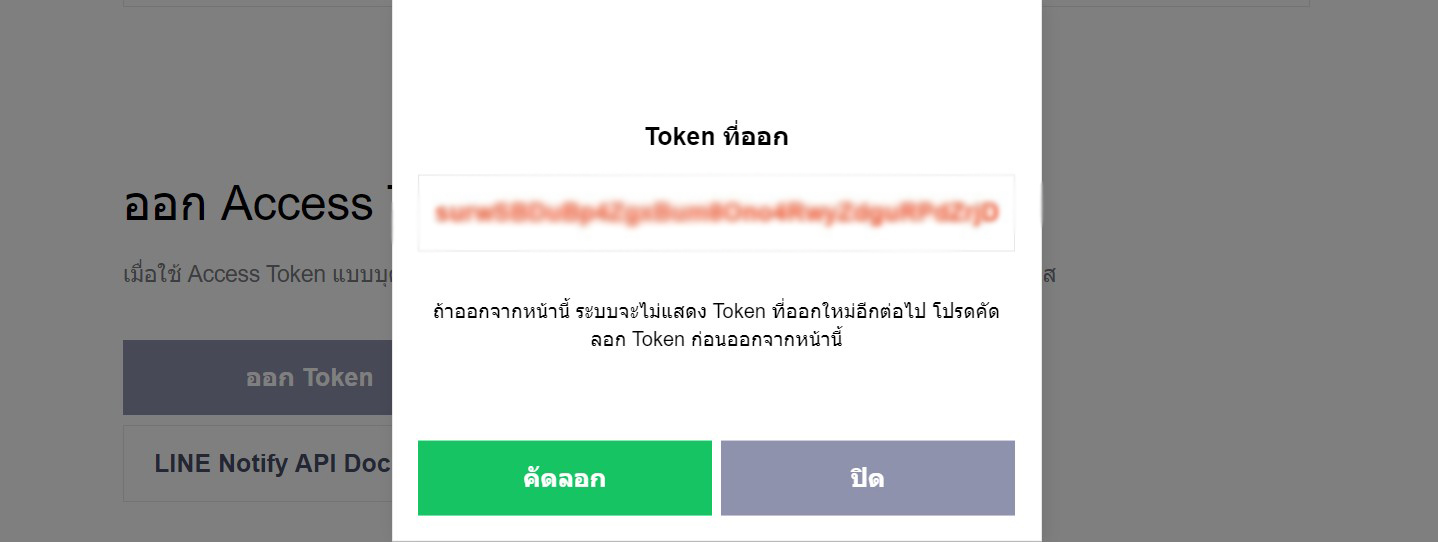 Token ที่ออก
ออก Access
เมื่อใช้ Access Token แบบ
ถ้าออกจากหน้านี้ ระบบจะไม่แสดง Token ที่ออกใหม่อีกต่อไป โปรดคัด
ลอก Token ก่อนออกจากหน้านี้
ออก Token
LINE Notify API Doc
คัดลอก
ปิด